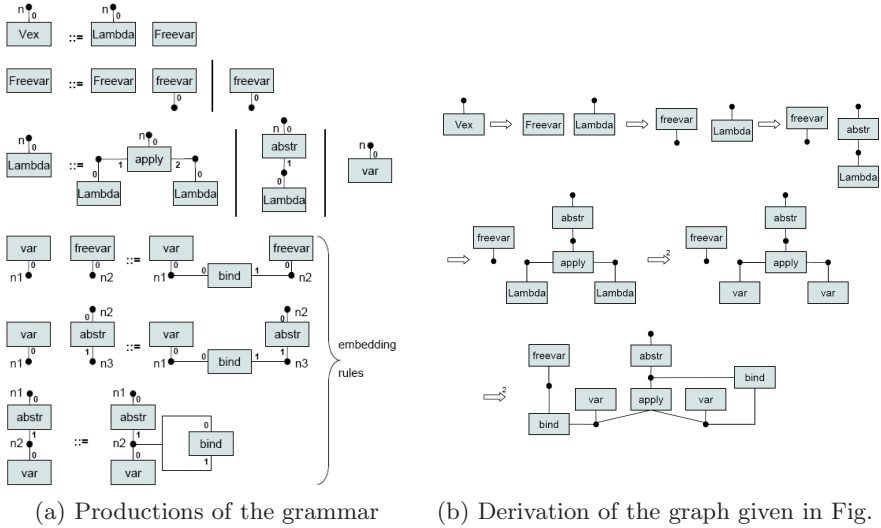 n 0 n 0
Vex ::= Lambda Freevar
Freevar ::= Freevar freevar freevar
0 0
n 0 n 0 n 0 n 0
Lambda ::= apply abstr var
1 2 1
0 0 0
Lambda Lambda Lambda
var freevar ::= var freevar
0 0 0 0
n1 n2 n1 0 bind 1 n2
n2 n2
0 0
var abstr ::= var abstr
0 1 0 1
n1 n3 n1 0 bind 1 n3
embedding
rules
n1 0 n1 0
abstr abstr
1 1 0
n2 ::= n2 bind
0 0 1
var var
(a) Productions of the grammar
Vex Freevar Lambda freevar Lambda freevar abstr
Lambda
freevar abstr 2 freevar abstr
apply apply
Lambda Lambda var var
2 freevar abstr
bind
var apply var
bind
(b) Derivation of the graph given in Fig.